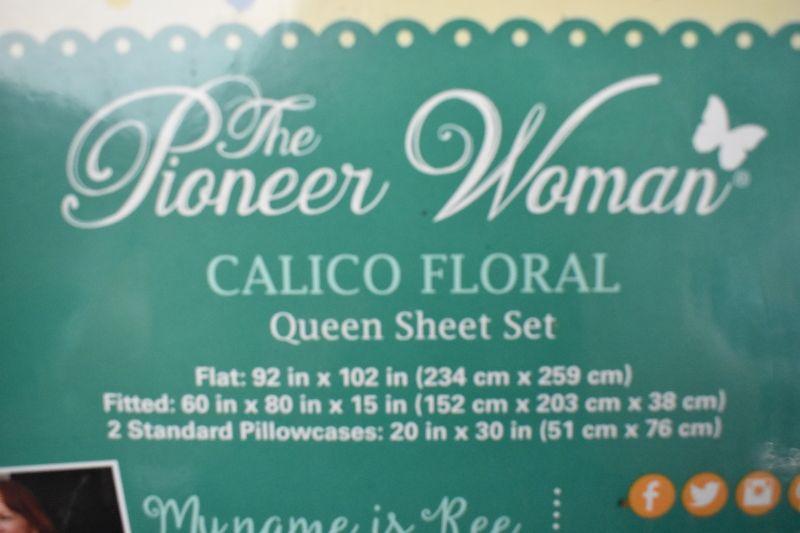 The
Pioneer Woman®
CALICO FLORAL
Queen Sheet Set
Flat: 92 in x 102 in (234 cm x 259 cm)
Fitted: 60 in x 80 in x 15 in (152 cm x 203 cm x 38 cm)
2 Standard Pillowcases: 20 in x 30 in (51 cm x 76 cm)
My name is Ree